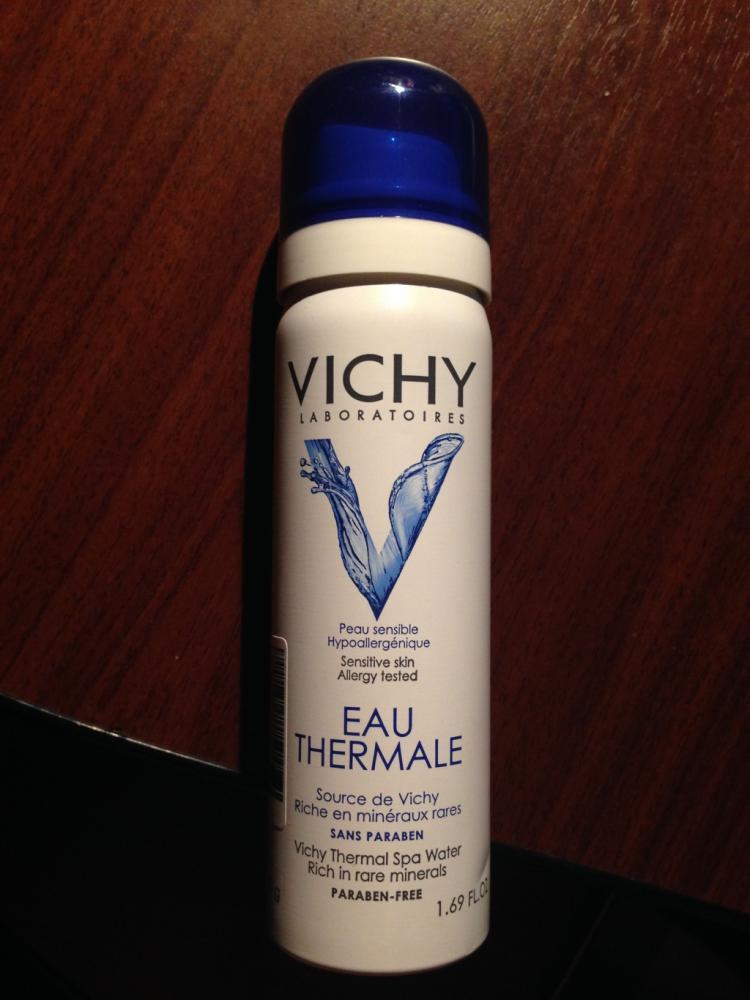 VICHY
LABORATOIRES
Peau sensible
Hypoallergénique
Sensitive skin
Allergy tested
EAU
THERMALE
Source de Vichy
Riche en minéraux rares
SANS PARABEN
Vichy Thermal Spa Water
Rich in rare minerals
PARABEN-FREE
1.69 FL.OZ